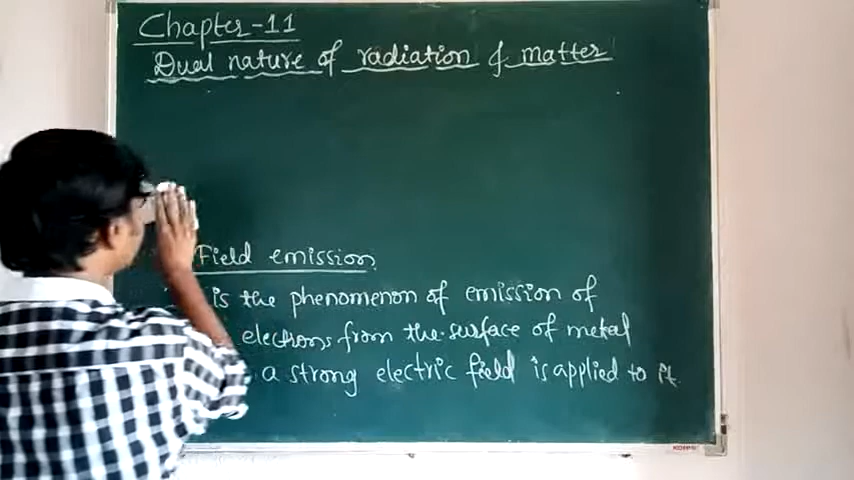 Chapter-11
Dual nature of radiation & matter
Field emission
is the phenomenon of emission of
electrons from the surface of metal
a strong electric field is applied to it.